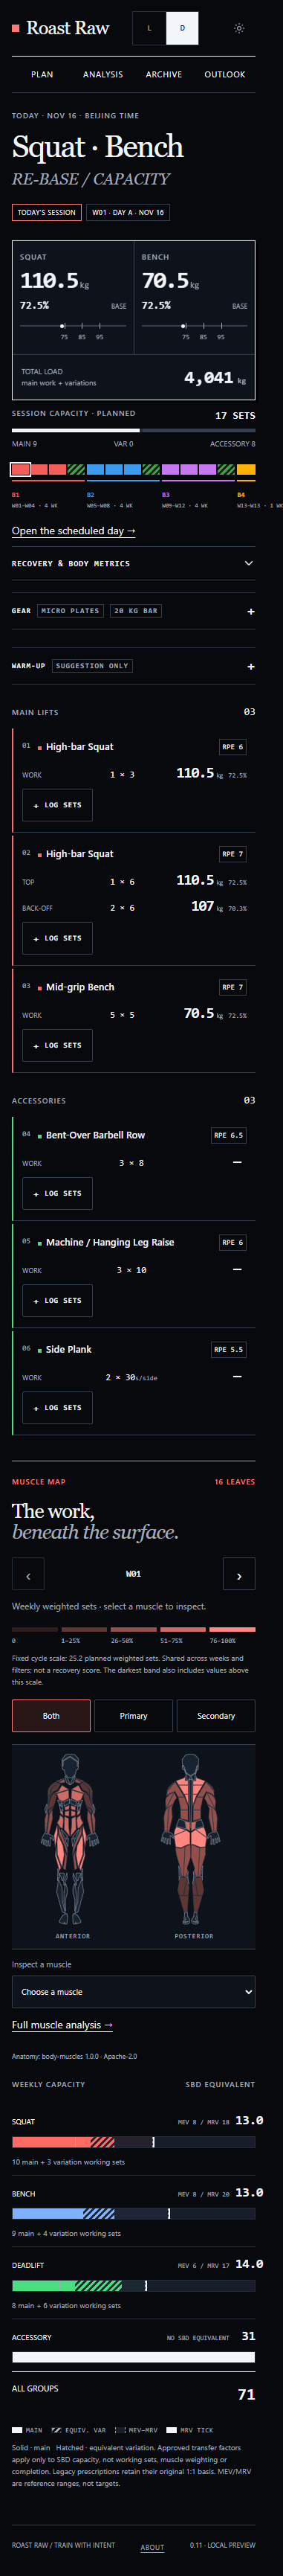 Roast Raw
L D
PLAN ANALYSIS ARCHIVE OUTLOOK
TODAY · NOV 16 · BEIJING TIME
Squat · Bench
RE-BASE / CAPACITY
TODAY'S SESSION W01 · DAY A · NOV 16
SQUAT BENCH
110.5 kg 70.5 kg
72.5% BASE 72.5% BASE
75 85 95 75 85 95
TOTAL LOAD
main work + variations
4,041 kg
SESSION CAPACITY · PLANNED 17 SETS
MAIN 9 VAR 0 ACCESSORY 8
B1 B2 B3 B4
W01–W04 · 4 WK W05–W08 · 4 WK W09–W12 · 4 WK W13–W13 · 1 WK
Open the scheduled day →
RECOVERY & BODY METRICS
GEAR MICRO PLATES 20 KG BAR +
WARM-UP SUGGESTION ONLY +
MAIN LIFTS 03
01 High-bar Squat RPE 6
WORK 1 × 3 110.5 kg 72.5%
+ LOG SETS
02 High-bar Squat RPE 7
TOP 1 × 6 110.5 kg 72.5%
BACK-OFF 2 × 6 107 kg 70.3%
+ LOG SETS
03 Mid-grip Bench RPE 7
WORK 5 × 5 70.5 kg 72.5%
+ LOG SETS
ACCESSORIES 03
04 Bent-Over Barbell Row RPE 6.5
WORK 3 × 8 —
+ LOG SETS
05 Machine / Hanging Leg Raise RPE 6
WORK 3 × 10 —
+ LOG SETS
06 Side Plank RPE 5.5
WORK 2 × 30s/side —
+ LOG SETS
MUSCLE MAP 16 LEAVES
The work,
beneath the surface.
‹ W01 ›
Weekly weighted sets · select a muscle to inspect.
0 1–25% 26–50% 51–75% 76–100%
Fixed cycle scale: 25.2 planned weighted sets. Shared across weeks and
filters; not a recovery score. The darkest band also includes values above
this scale.
Both Primary Secondary
ANTERIOR POSTERIOR
Inspect a muscle
Choose a muscle
Full muscle analysis →
Anatomy: body-muscles 1.0.0 · Apache-2.0
WEEKLY CAPACITY SBD EQUIVALENT
SQUAT MEV 8 / MRV 18 13.0
10 main + 3 variation working sets
BENCH MEV 8 / MRV 20 13.0
9 main + 4 variation working sets
DEADLIFT MEV 6 / MRV 17 14.0
8 main + 6 variation working sets
ACCESSORY NO SBD EQUIVALENT 31
ALL GROUPS 71
MAIN EQUIV. VAR MEV–MRV MRV TICK
Solid · main Hatched · equivalent variation. Approved transfer factors
apply only to SBD capacity, not working sets, muscle weighting or
completion. Legacy prescriptions retain their original 1:1 basis. MEV/MRV
are reference ranges, not targets.
ROAST RAW / TRAIN WITH INTENT ABOUT 0.11 · LOCAL PREVIEW